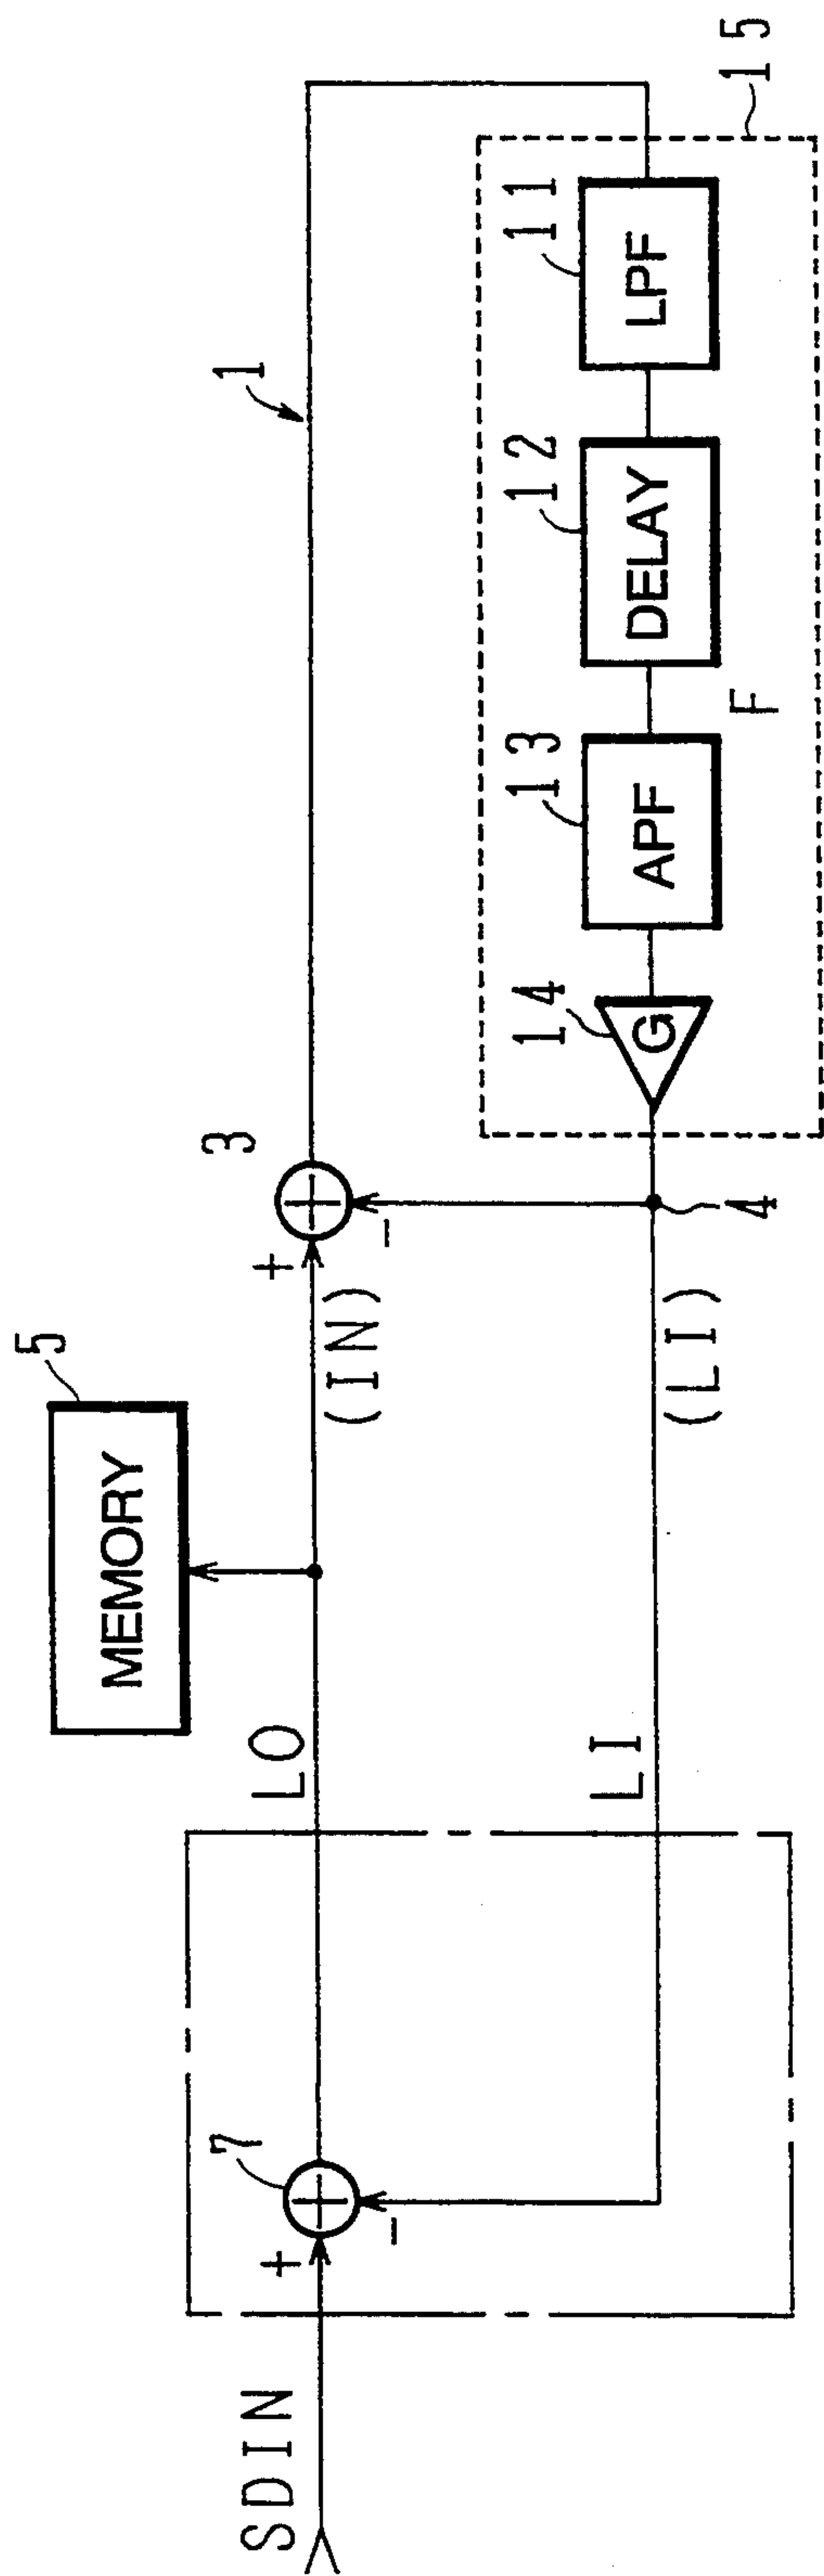 MEMORY
5
SDIN
+
-
7
LO
(IN)
+
-
3
1
LI
(LI)
4
G
14
APF
13
F
DELAY
12
LPF
11
15